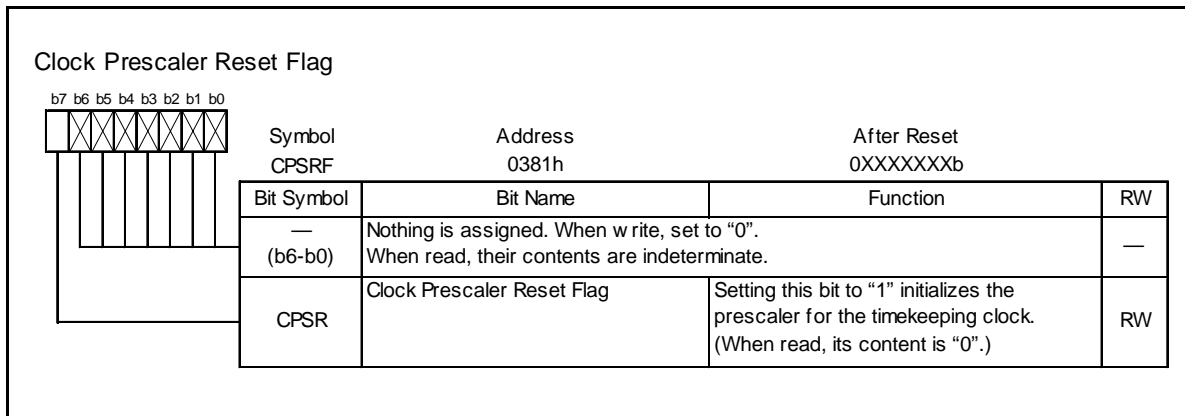 Clock Prescaler Reset Flag
b7 b6 b5 b4 b3 b2 b1 b0
Symbol Address After Reset
CPSRF 0381h 0XXXXXXXb
Bit Symbol Bit Name Function RW
— (b6-b0) Nothing is assigned. When write, set to “0”.
When read, their contents are indeterminate. —
CPSR Clock Prescaler Reset Flag Setting this bit to “1” initializes the
prescaler for the timekeeping clock.
(When read, its content is “0”.) RW